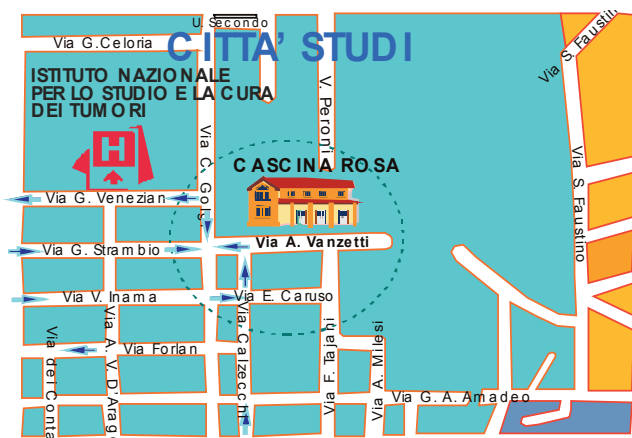 U. Secondo
Via G.Celoria
CITTA' STUDI
Via S. Faustino
ISTITUTO NAZIONALE
PER LO STUDIO E LA CURA
DEI TUMORI
H
V. Peroni
Via C. Golgi
CASCINA ROSA
Via S. Faustino
Via G. Venezian
Via G. Strambio
Via A. Vanzetti
Via V. Inama
Via E. Caruso
Via Forlan
Via dei Conta
Via A. V. D'Arago
Via Calzecchi
Via F. Tajani
Via A. Milesi
Via G. A. Amadeo